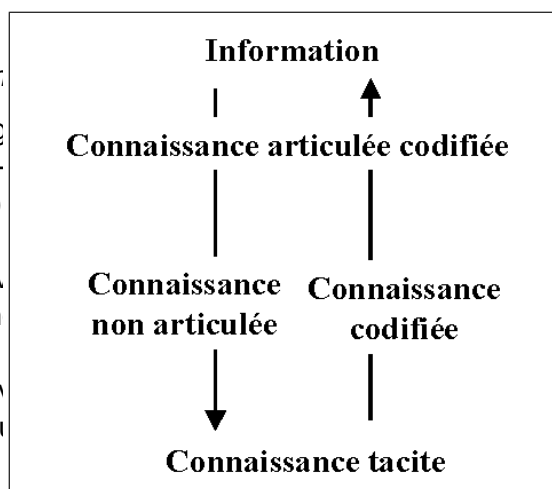 Information
Connaissance articulée codifiée
Connaissance
non articulée
Connaissance
codifiée
Connaissance tacite